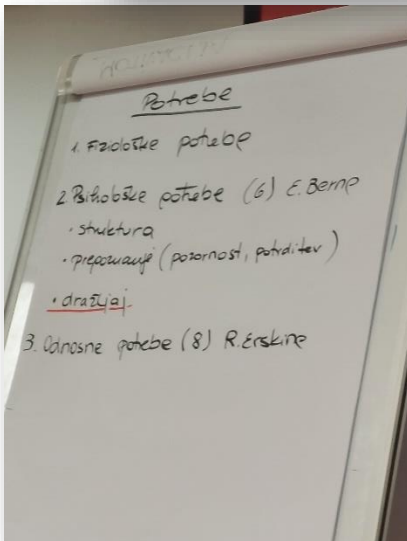 Potrebe
1. Fiziološke potrebe
2. Psihološke potrebe (6) E. Berne
• struktura
• prepoznanje (pozornost, potrditev)
• dražljaj
3. Odnosne potrebe (8) R. Erskine